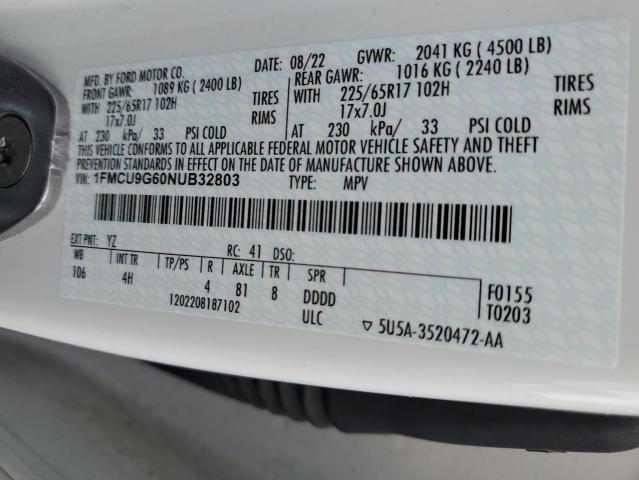 MFD. BY FORD MOTOR CO.
DATE: 08/22 GVWR: 2041 KG ( 4500 LB)
FRONT GAWR: 1089 KG ( 2400 LB)
REAR GAWR: 1016 KG ( 2240 LB)
WITH 225/65R17 102H TIRES
WITH 225/65R17 102H TIRES
17x7.0J RIMS
17x7.0J RIMS
AT 230 kPa/ 33 PSI COLD
AT 230 kPa/ 33 PSI COLD
THIS VEHICLE CONFORMS TO ALL APPLICABLE FEDERAL MOTOR VEHICLE SAFETY AND THEFT
PREVENTION STANDARDS IN EFFECT ON THE DATE OF MANUFACTURE SHOWN ABOVE.
VIN: 1FMCU9G60NUB32803 TYPE: MPV
EXT PNT: YZ RC: 41 DSO:
WB INT TR TP/PS R AXLE TR SPR
106 4H 4 81 8 DDDD
F0155
1202208187102 ULC
T0203
▽ 5U5A-3520472-AA